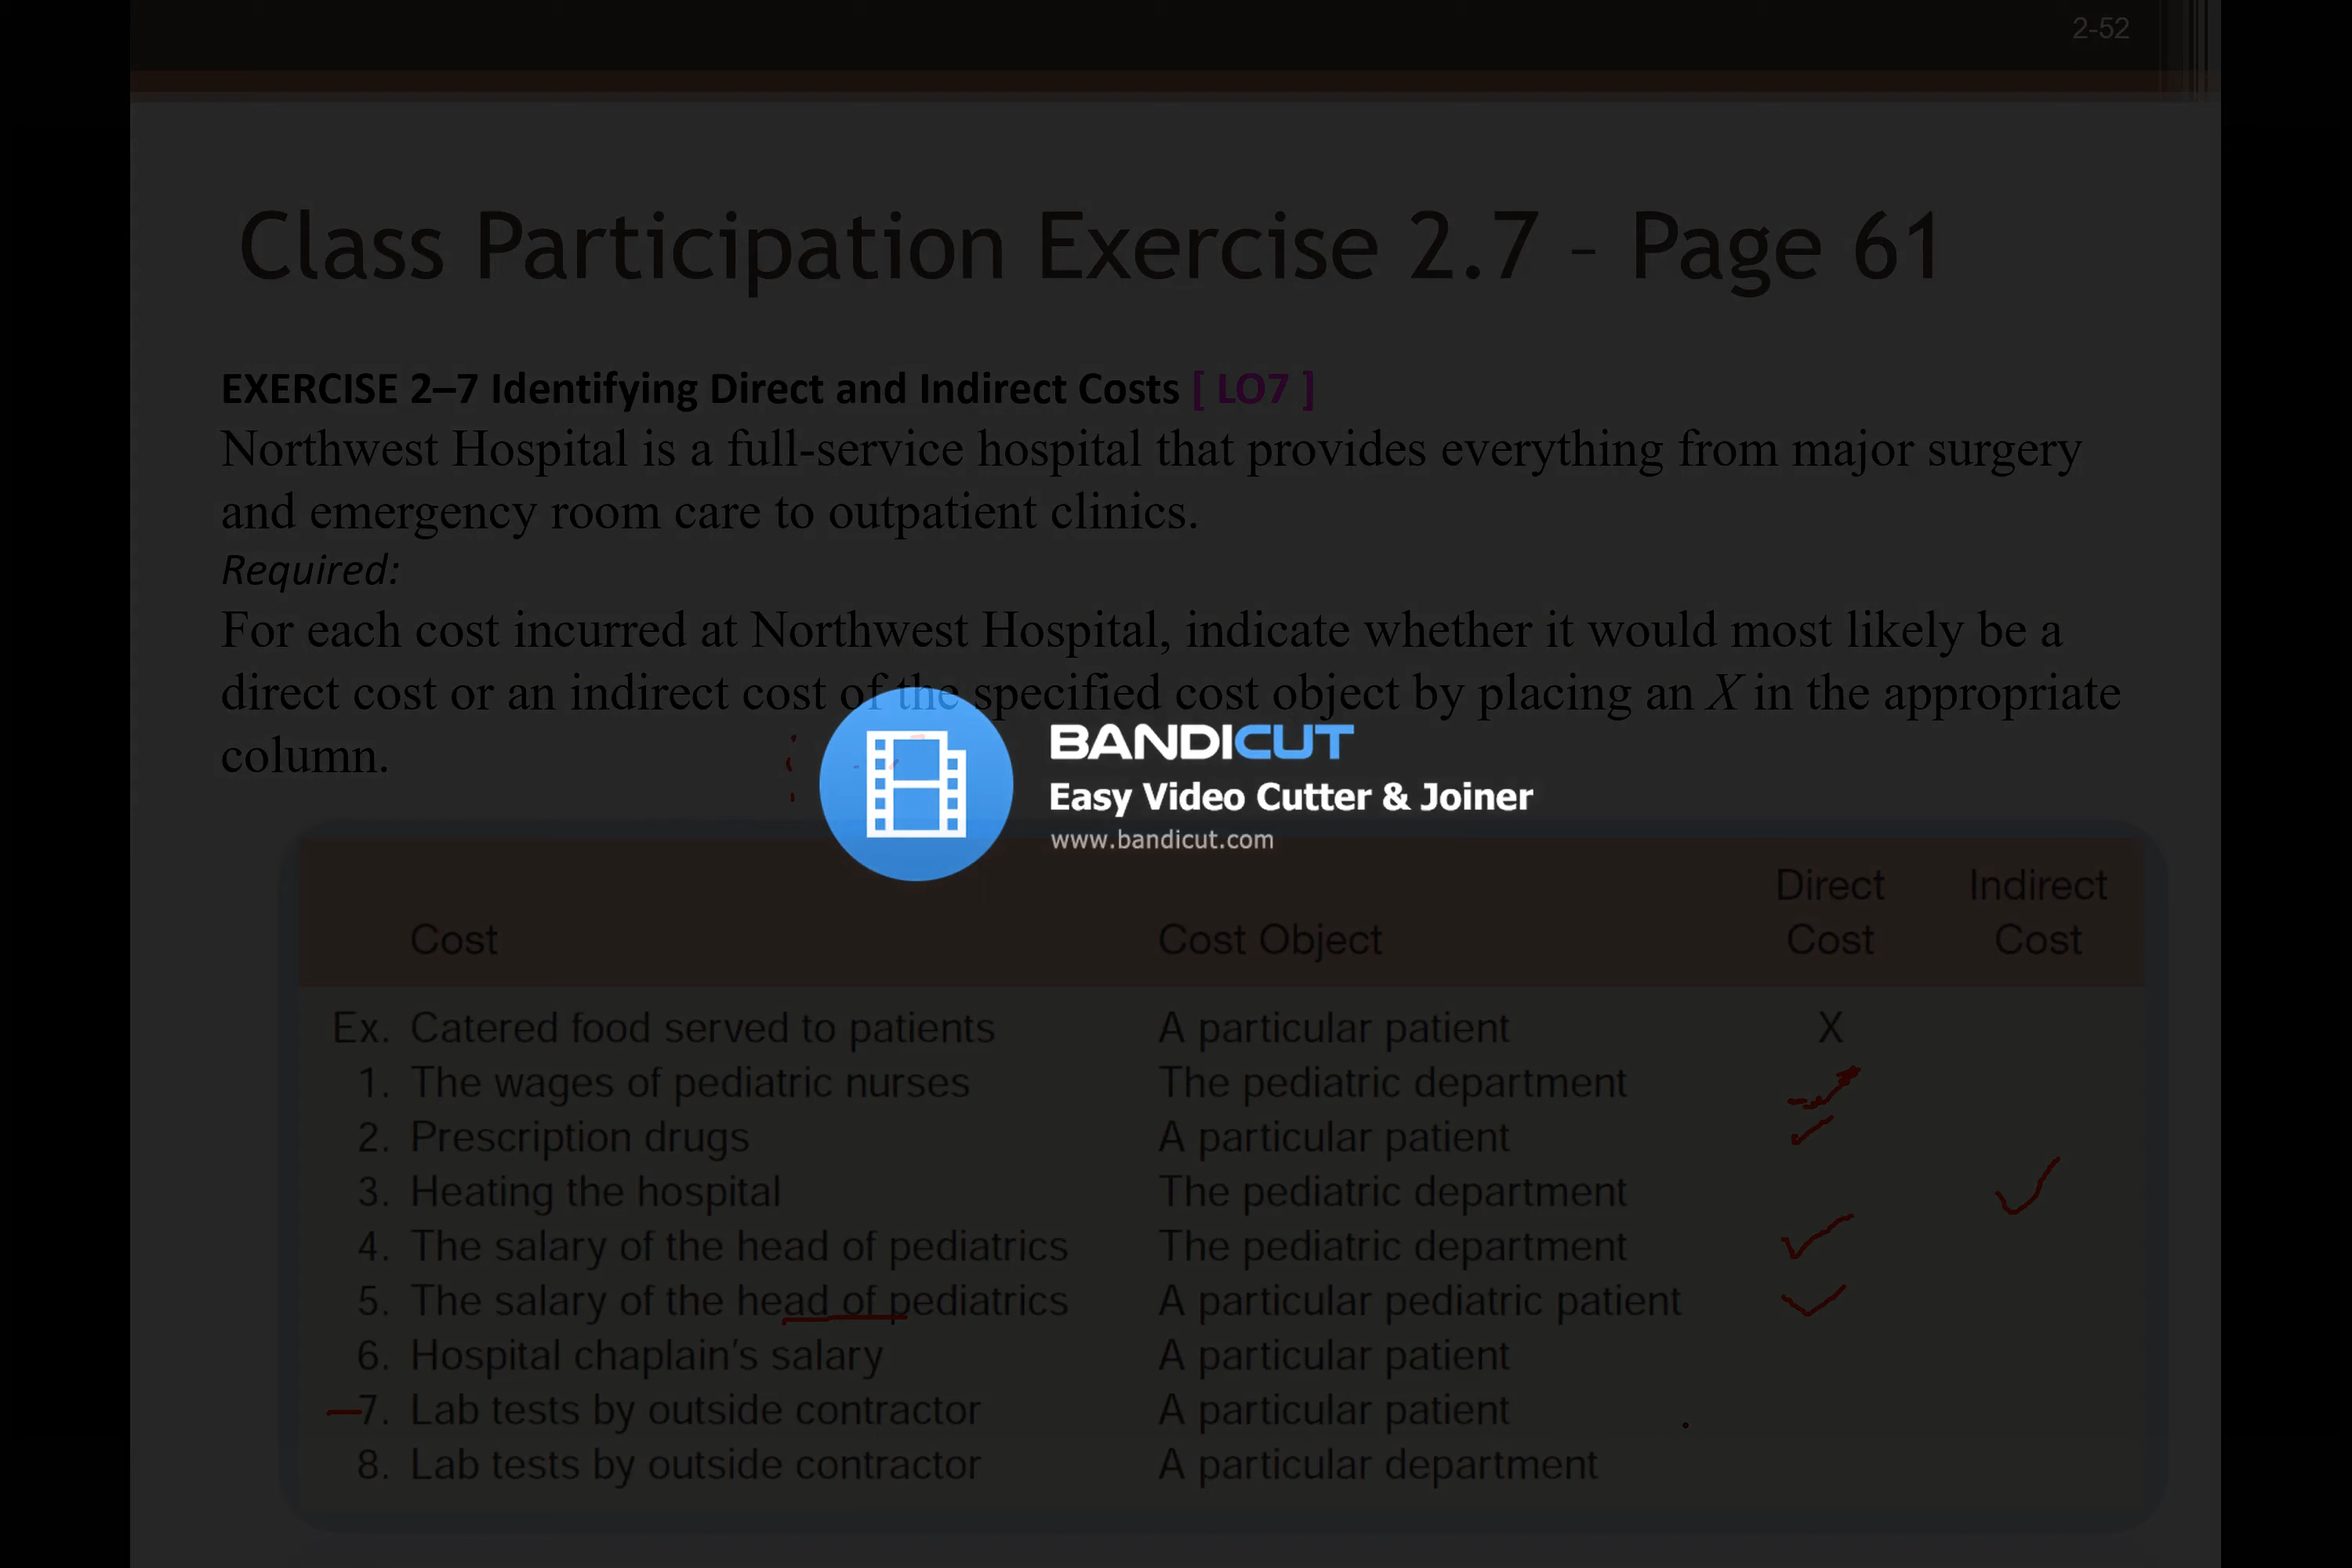 2-52
Class Participation Exercise 2.7 – Page 61
EXERCISE 2–7 Identifying Direct and Indirect Costs [ LO7 ]
Northwest Hospital is a full-service hospital that provides everything from major surgery
and emergency room care to outpatient clinics.
Required:
For each cost incurred at Northwest Hospital, indicate whether it would most likely be a
direct cost or an indirect cost of the specified cost object by placing an X in the appropriate
column.
BANDICUT
Easy Video Cutter & Joiner
www.bandicut.com
Cost Cost Object Direct Cost Indirect Cost
Ex. Catered food served to patients A particular patient X
1. The wages of pediatric nurses The pediatric department
2. Prescription drugs A particular patient
3. Heating the hospital The pediatric department
4. The salary of the head of pediatrics The pediatric department
5. The salary of the head of pediatrics A particular pediatric patient
6. Hospital chaplain's salary A particular patient
7. Lab tests by outside contractor A particular patient
8. Lab tests by outside contractor A particular department